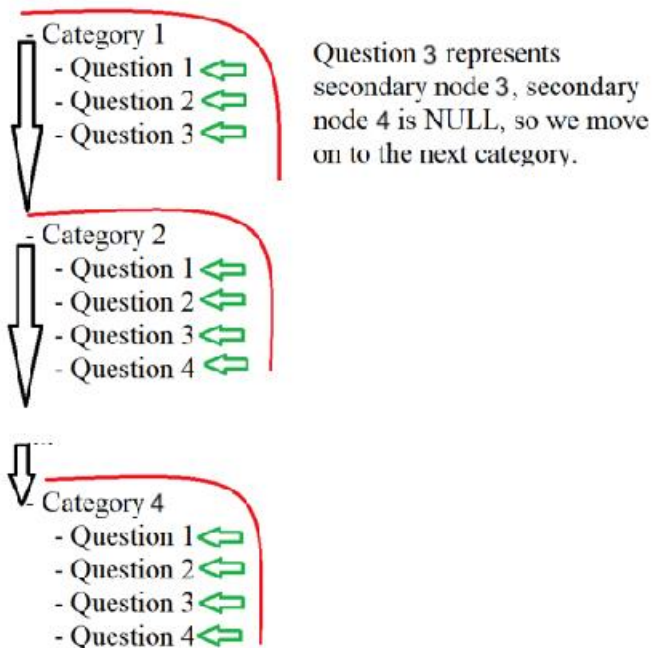 - Category 1
- Question 1
- Question 2
- Question 3
Question 3 represents
secondary node 3, secondary
node 4 is NULL, so we move
on to the next category.
- Category 2
- Question 1
- Question 2
- Question 3
- Question 4
....
- Category 4
- Question 1
- Question 2
- Question 3
- Question 4